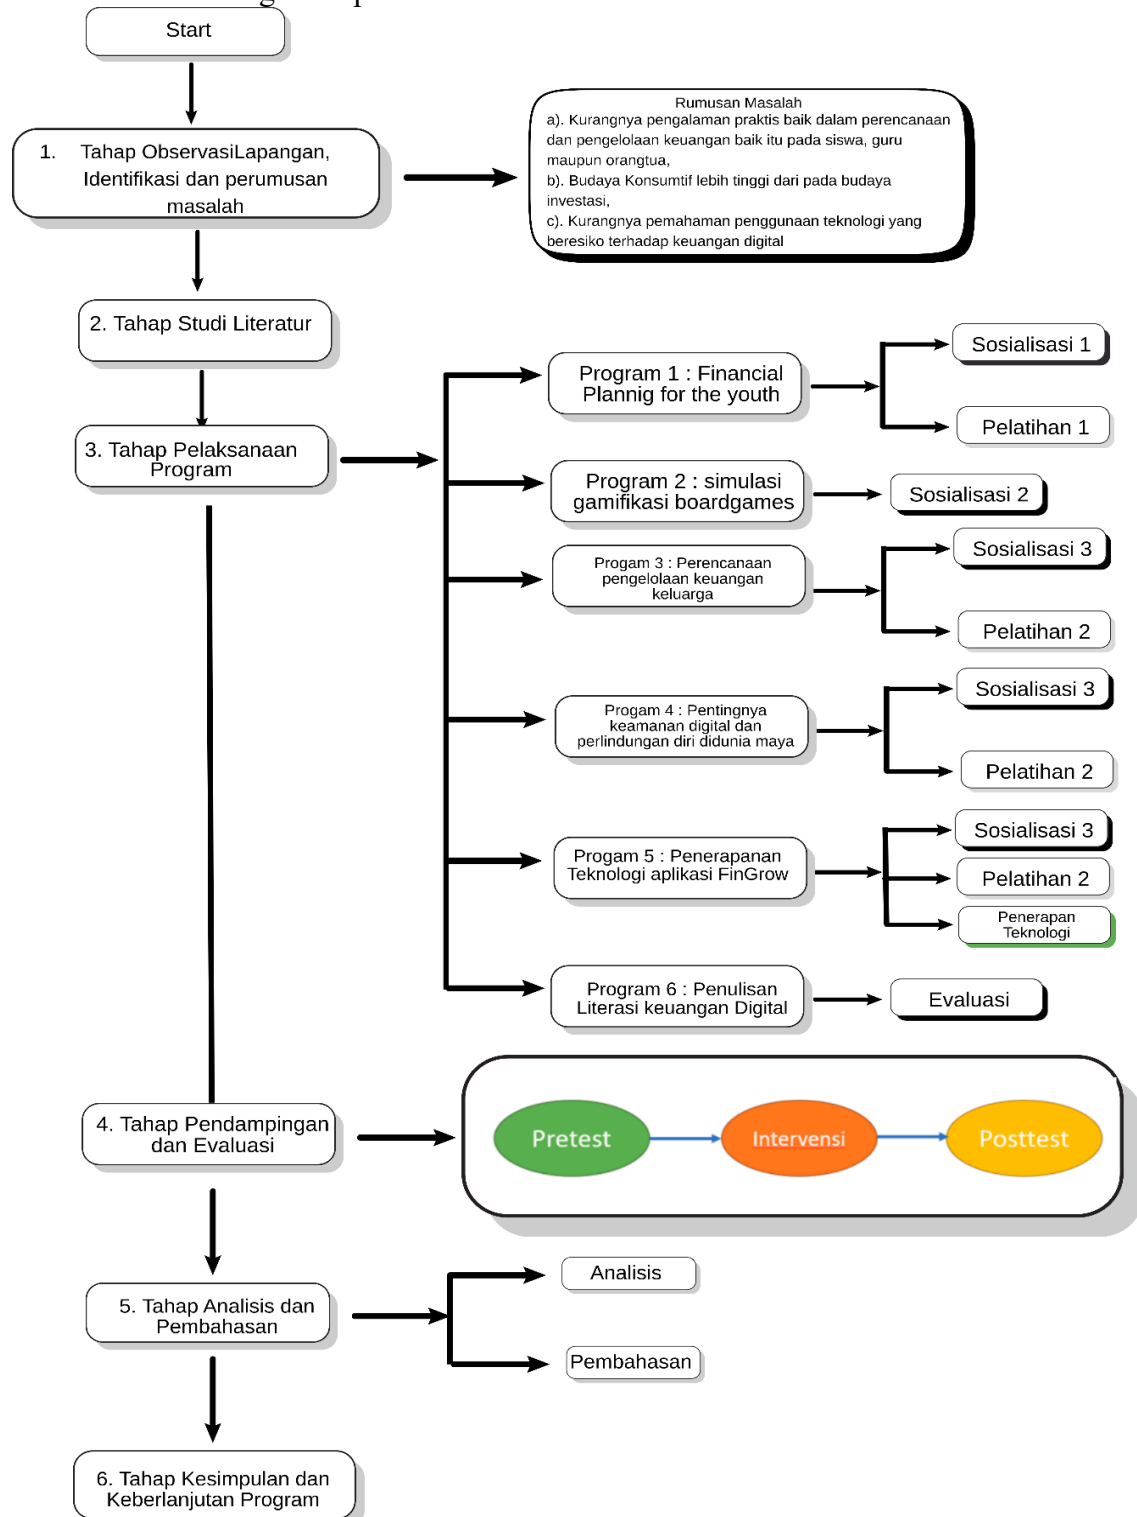 Start
1. Tahap ObservasiLapangan,
Identifikasi dan perumusan
masalah
Rumusan Masalah
a). Kurangnya pengalaman praktis baik dalam perencanaan
dan pengelolaan keuangan baik itu pada siswa, guru
maupun orangtua,
b). Budaya Konsumtif lebih tinggi dari pada budaya
investasi,
c). Kurangnya pemahaman penggunaan teknologi yang
beresiko terhadap keuangan digital
2. Tahap Studi Literatur
3. Tahap Pelaksanaan
Program
Program 1 : Financial
Plannig for the youth
Sosialisasi 1
Pelatihan 1
Program 2 : simulasi
gamifikasi boardgames
Sosialisasi 2
Progam 3 : Perencanaan
pengelolaan keuangan
keluarga
Sosialisasi 3
Pelatihan 2
Progam 4 : Pentingnya
keamanan digital dan
perlindungan diri didunia maya
Sosialisasi 3
Pelatihan 2
Progam 5 : Penerapanan
Teknologi aplikasi FinGrow
Sosialisasi 3
Pelatihan 2
Penerapan
Teknologi
Program 6 : Penulisan
Literasi keuangan Digital
Evaluasi
4. Tahap Pendampingan
dan Evaluasi
Pretest
Intervensi
Posttest
5. Tahap Analisis dan
Pembahasan
Analisis
Pembahasan
6. Tahap Kesimpulan dan
Keberlanjutan Program